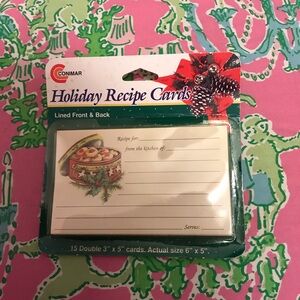 CONIMAR
Holiday Recipe Cards
Lined Front & Back
Recipe for:
from the kitchen of:
Serves:
15 Double 3" x 5" cards. Actual size 6" x 5".